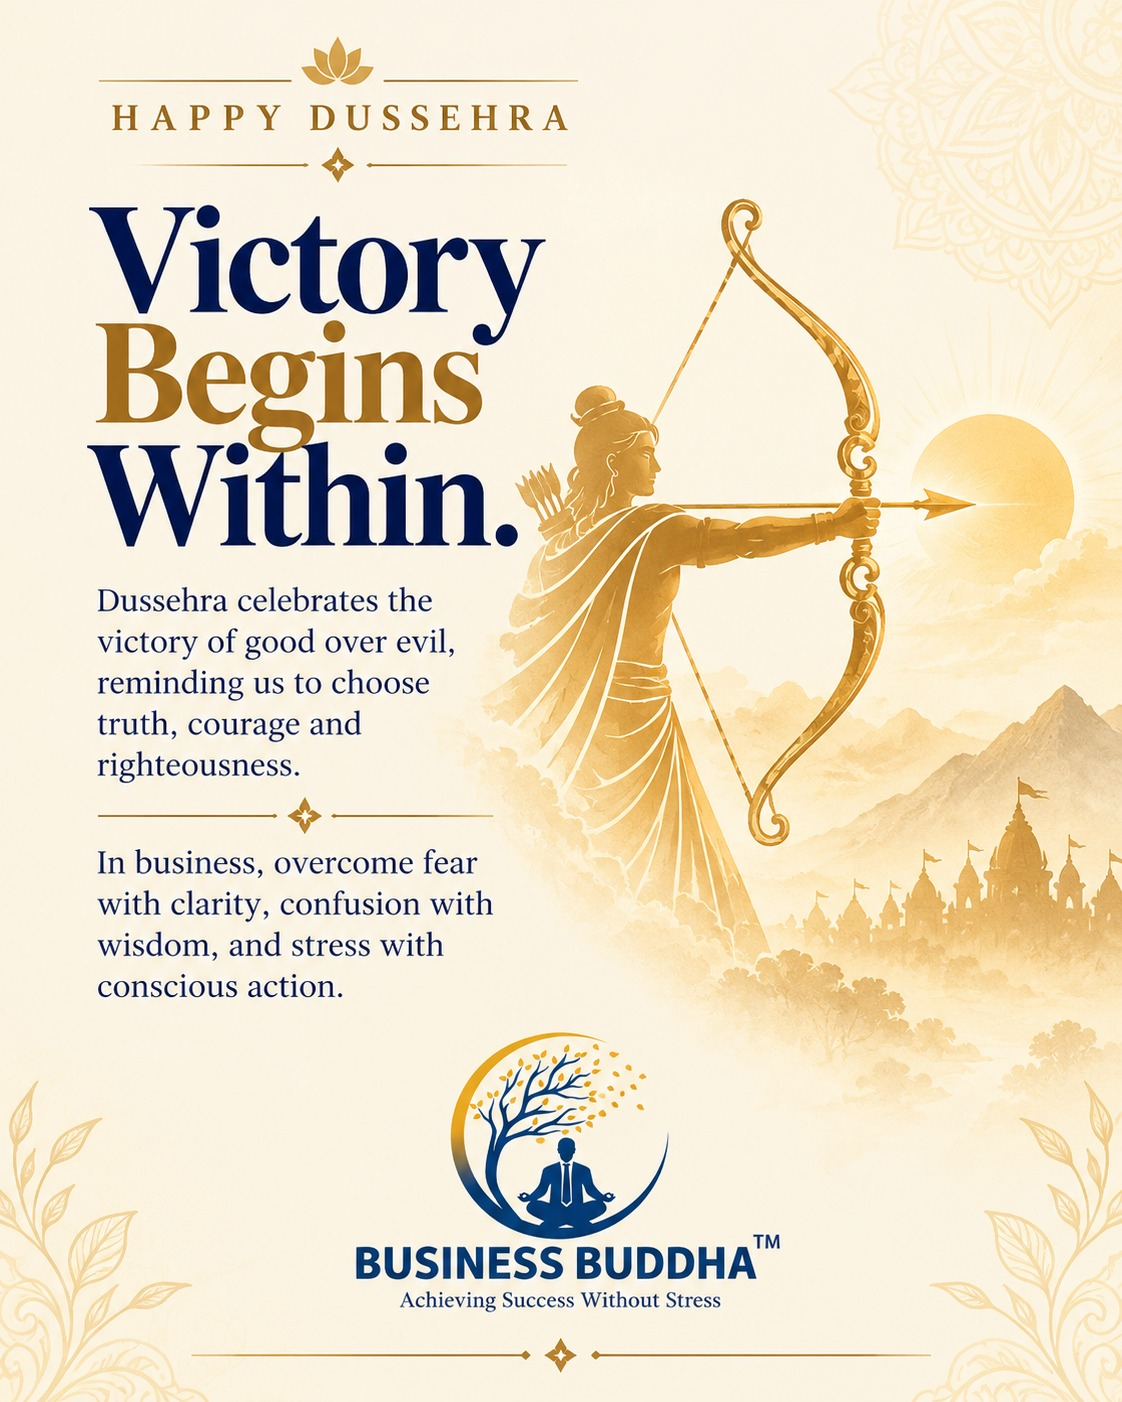 HAPPY DUSSEHRA
Victory
Begins
Within.
Dussehra celebrates the
victory of good over evil,
reminding us to choose
truth, courage and
righteousness.
In business, overcome fear
with clarity, confusion with
wisdom, and stress with
conscious action.
BUSINESS BUDDHA™
Achieving Success Without Stress